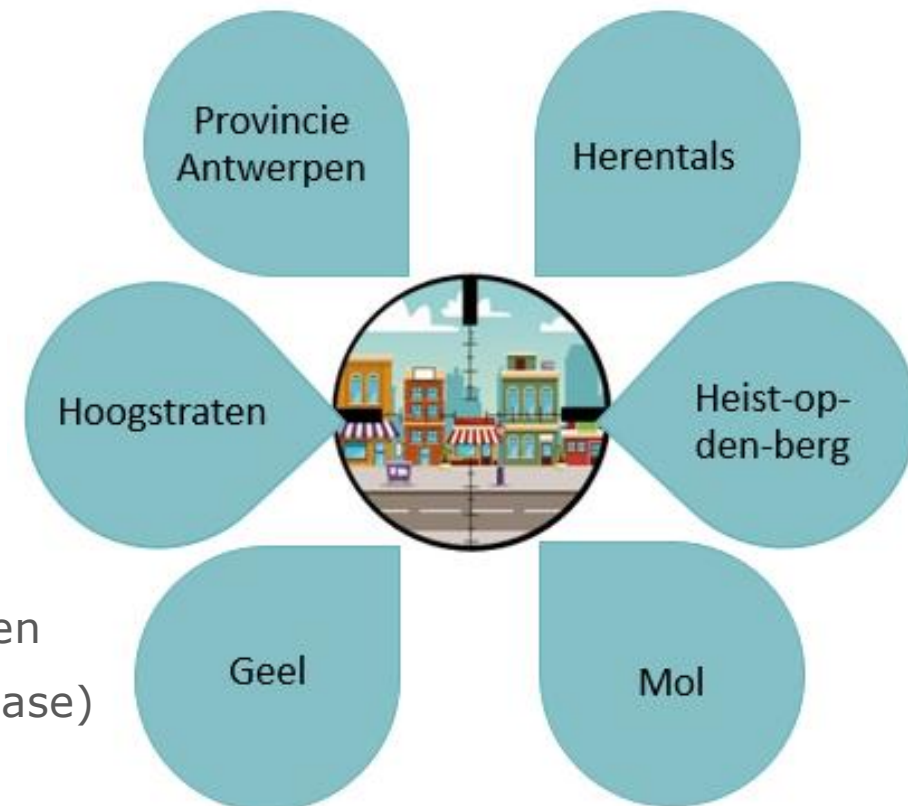 Provincie
Antwerpen
Herentals
Hoogstraten
Heist-op-
den-berg
en
ase)
Geel
Mol